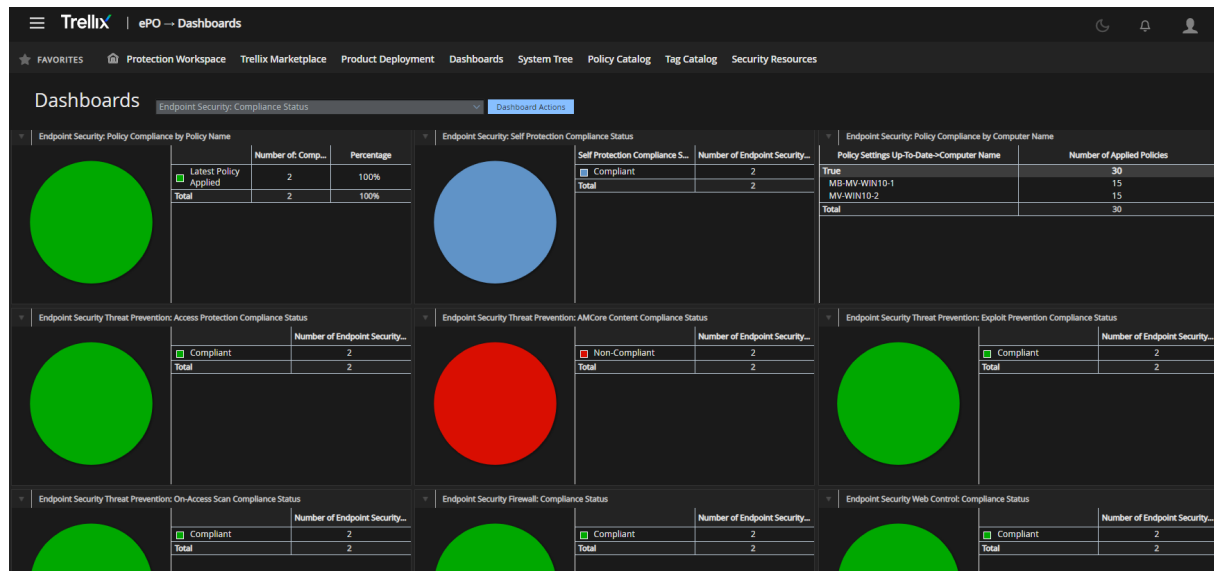 Trellix | ePO → Dashboards
FAVORITES Protection Workspace Trellix Marketplace Product Deployment Dashboards System Tree Policy Catalog Tag Catalog Security Resources
Dashboards Endpoint Security: Compliance Status Dashboard Actions
Endpoint Security: Policy Compliance by Policy Name
Number of: Comp... Percentage
Latest Policy
Applied 2 100%
Total 2 100%
Endpoint Security: Self Protection Compliance Status
Self Protection Compliance S... Number of Endpoint Security...
Compliant 2
Total 2
Endpoint Security: Policy Compliance by Computer Name
Policy Settings Up-To-Date->Computer Name Number of Applied Policies
True 30
MB-MV-WIN10-1 15
MV-WIN10-2 15
Total 30
Endpoint Security Threat Prevention: Access Protection Compliance Status
Number of Endpoint Security...
Compliant 2
Total 2
Endpoint Security Threat Prevention: AMCore Content Compliance Status
Number of Endpoint Security...
Non-Compliant 2
Total 2
Endpoint Security Threat Prevention: Exploit Prevention Compliance Status
Number of Endpoint Security...
Compliant 2
Total 2
Endpoint Security Threat Prevention: On-Access Scan Compliance Status
Number of Endpoint Security...
Compliant 2
Total 2
Endpoint Security Firewall: Compliance Status
Number of Endpoint Security...
Compliant 2
Total 2
Endpoint Security Web Control: Compliance Status
Number of Endpoint Security...
Compliant 2
Total 2